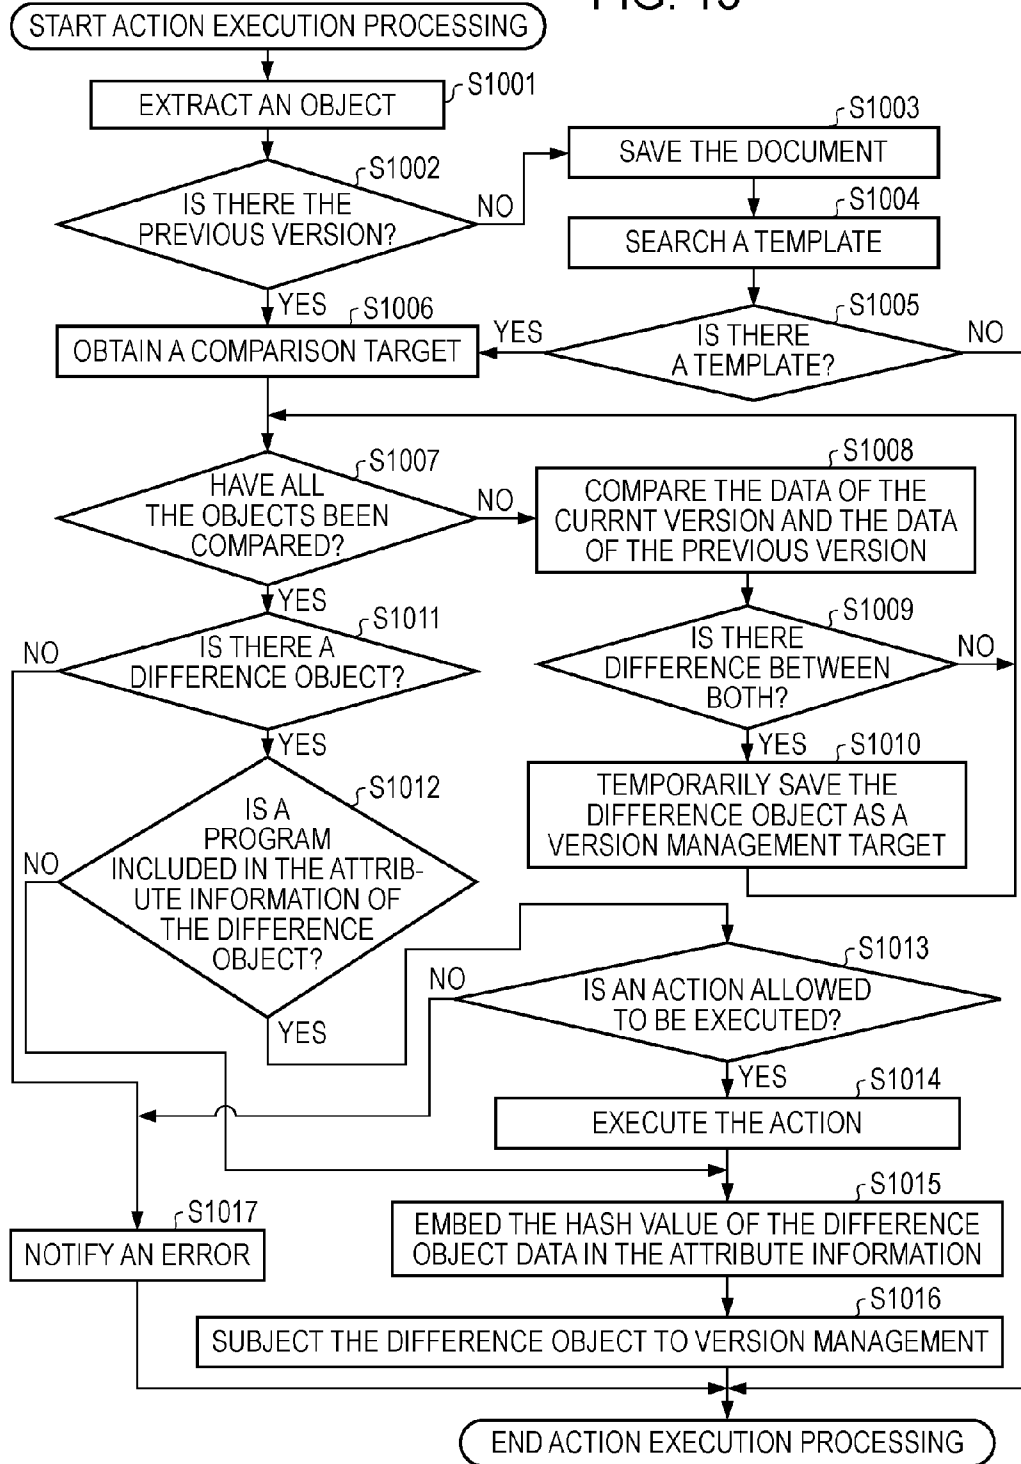 START ACTION EXECUTION PROCESSING
S1001
EXTRACT AN OBJECT
S1002
IS THERE THE
PREVIOUS VERSION?
NO
YES
S1003
SAVE THE DOCUMENT
S1004
SEARCH A TEMPLATE
S1005
IS THERE
A TEMPLATE?
YES
NO
S1006
OBTAIN A COMPARISON TARGET
S1007
HAVE ALL
THE OBJECTS BEEN
COMPARED?
NO
YES
S1008
COMPARE THE DATA OF THE
CURRNT VERSION AND THE DATA
OF THE PREVIOUS VERSION
S1009
IS THERE
DIFFERENCE BETWEEN
BOTH?
NO
YES
S1010
TEMPORARILY SAVE THE
DIFFERENCE OBJECT AS A
VERSION MANAGEMENT TARGET
S1011
IS THERE A
DIFFERENCE OBJECT?
NO
YES
S1012
IS A
PROGRAM
INCLUDED IN THE ATTRIB-
UTE INFORMATION OF
THE DIFFERENCE
OBJECT?
NO
YES
S1013
IS AN ACTION ALLOWED
TO BE EXECUTED?
NO
YES
S1014
EXECUTE THE ACTION
S1015
EMBED THE HASH VALUE OF THE DIFFERENCE
OBJECT DATA IN THE ATTRIBUTE INFORMATION
S1016
SUBJECT THE DIFFERENCE OBJECT TO VERSION MANAGEMENT
S1017
NOTIFY AN ERROR
END ACTION EXECUTION PROCESSING